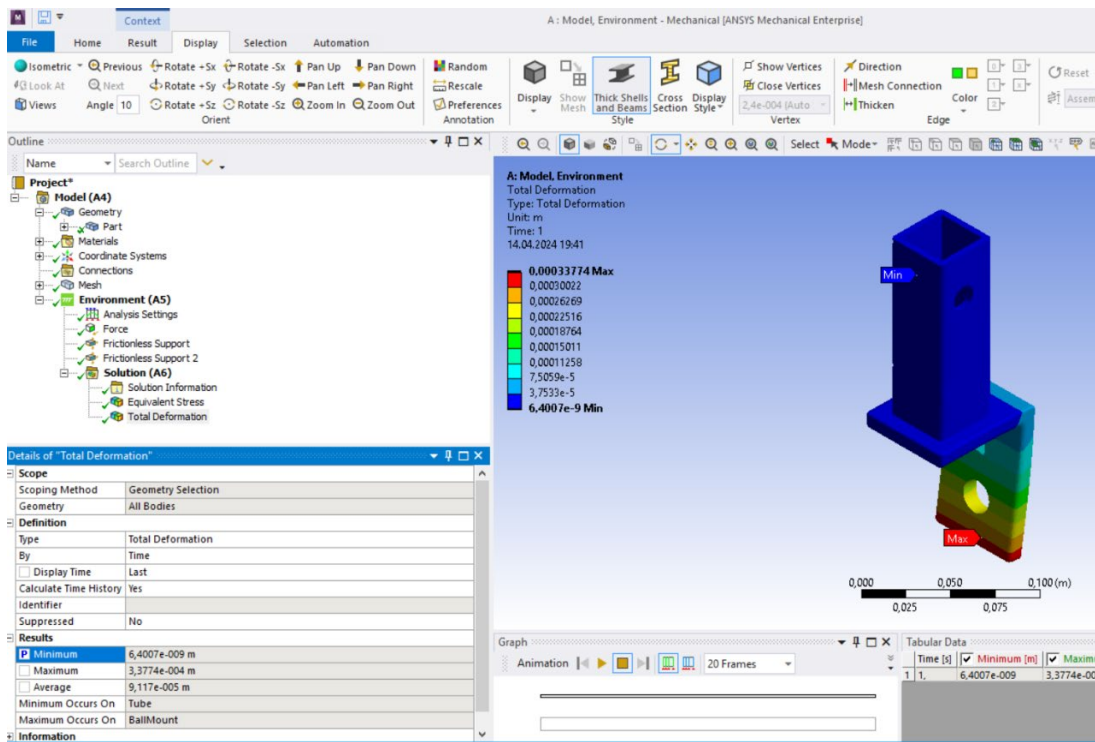 Context
A : Model, Environment - Mechanical [ANSYS Mechanical Enterprise]
File Home Result Display Selection Automation
Isometric Previous Rotate +Sx Rotate -Sx Pan Up Pan Down Random Show Vertices Direction
Look At Next Rotate +Sy Rotate -Sy Pan Left Pan Right Rescale Close Vertices Mesh Connection Reset
Views Angle 10 Rotate +Sz Rotate -Sz Zoom In Zoom Out Preferences Display Show Mesh Thick Shells and Beams Cross Section Display Style 2,4e-004 (Auto Thicken Color Assem
Orient Annotation Style Vertex Edge
Outline
Name Search Outline
Select Mode
Project*
Model (A4)
Geometry
Part
Materials
Coordinate Systems
Connections
Mesh
Environment (A5)
Analysis Settings
Force
Frictionless Support
Frictionless Support 2
Solution (A6)
Solution Information
Equivalent Stress
Total Deformation
Details of "Total Deformation"
Scope
Scoping Method Geometry Selection
Geometry All Bodies
Definition
Type Total Deformation
By Time
Display Time Last
Calculate Time History Yes
Identifier
Suppressed No
Results
P Minimum 6,4007e-009 m
Maximum 3,3774e-004 m
Average 9,117e-005 m
Minimum Occurs On Tube
Maximum Occurs On BallMount
Information
A: Model, Environment
Total Deformation
Type: Total Deformation
Unit: m
Time: 1
14.04.2024 19:41
0,00033774 Max
0,00030022
0,00026269
0,00022516
0,00018764
0,00015011
0,00011258
7,5059e-5
3,7533e-5
6,4007e-9 Min
Min
Max
0,000 0,050 0,100 (m)
0,025 0,075
Graph
Animation 20 Frames
Tabular Data
Time [s] Minimum [m] Maxim
1 1, 6,4007e-009 3,3774e-00